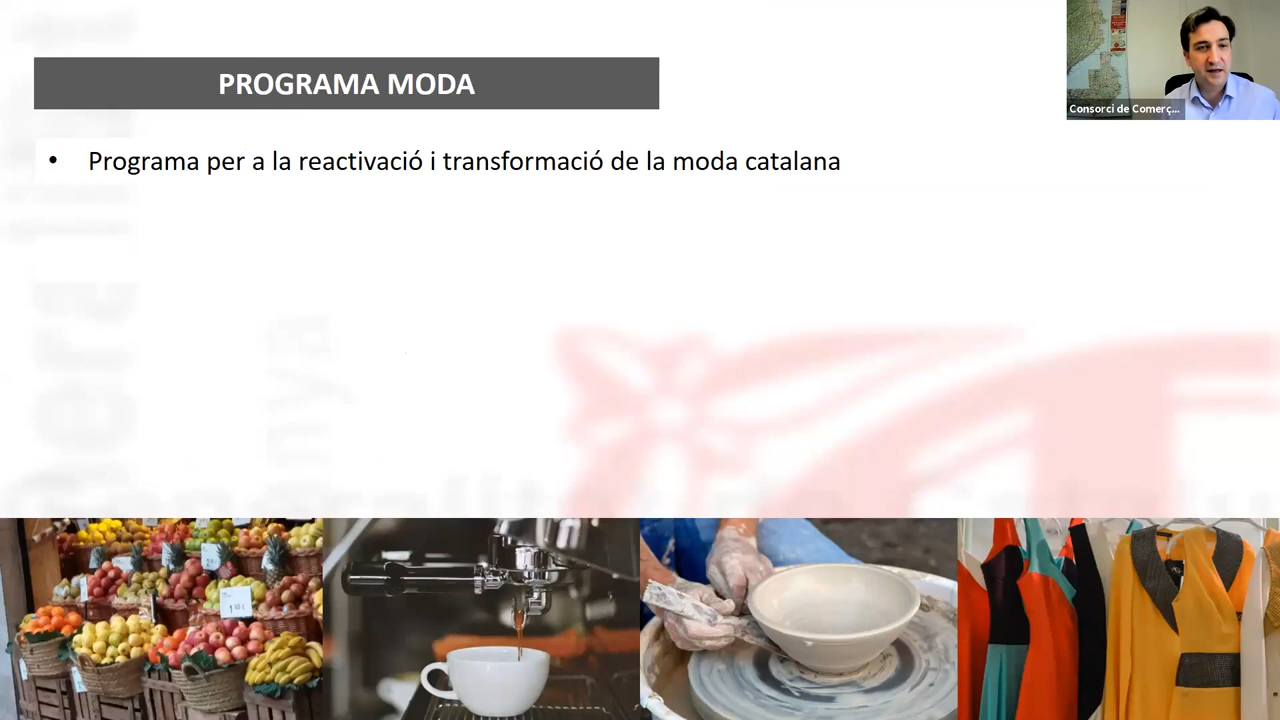 PROGRAMA MODA
Consorci de Comerç...
• Programa per a la reactivació i transformació de la moda catalana